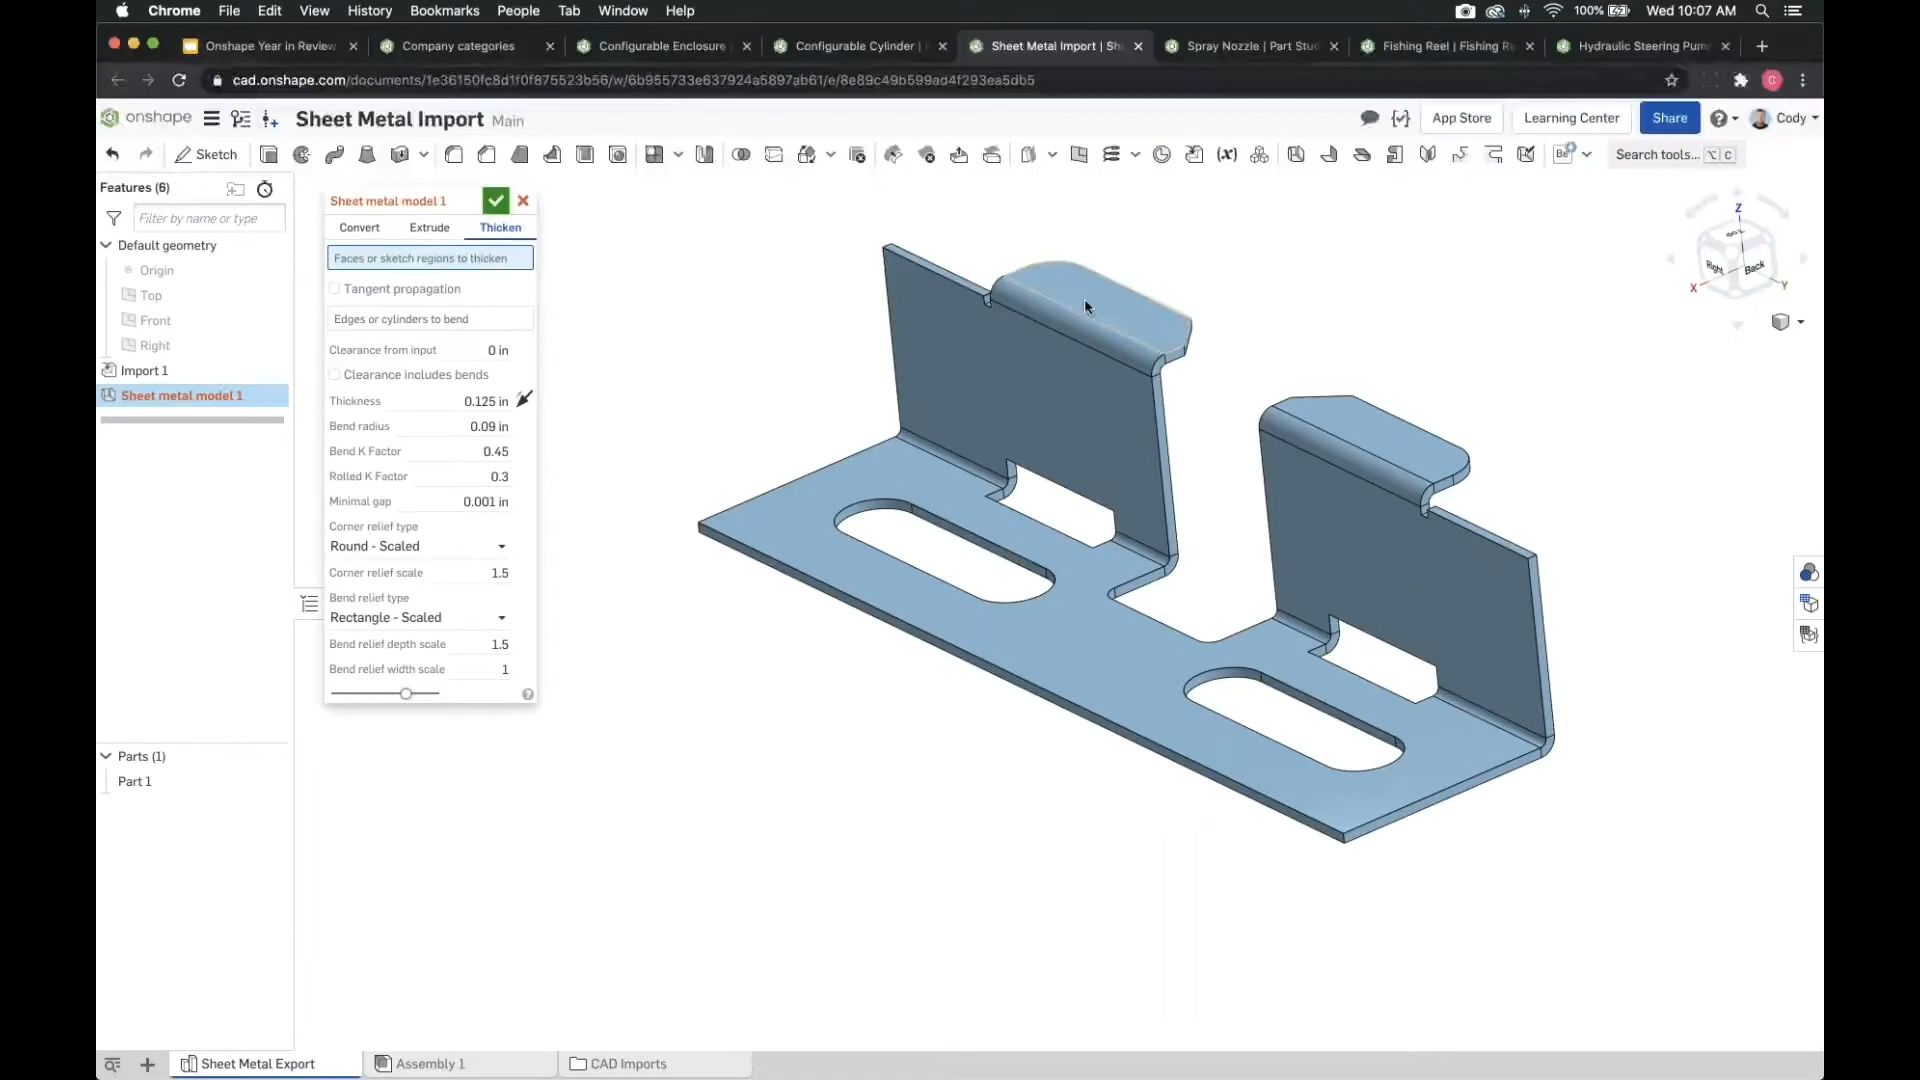 Chrome File Edit View History Bookmarks People Tab Window Help 100% Wed 10:07 AM
Onshape Year in Review Company categories Configurable Enclosure Configurable Cylinder | Sheet Metal Import | Sh Spray Nozzle | Part Stu Fishing Reel | Fishing R Hydraulic Steering Pum
cad.onshape.com/documents/1e36150fc8d1f0f875523b56/w/6b955733e637924a5897ab61/e/8e89c49b599ad4f293ea5db5
onshape Sheet Metal Import Main App Store Learning Center Share Cody
Sketch (x) Be Search tools... ⌥ C
Features (6)
Filter by name or type
Default geometry
Origin
Top
Front
Right
Import 1
Sheet metal model 1
Sheet metal model 1
Convert Extrude Thicken
Faces or sketch regions to thicken
Tangent propagation
Edges or cylinders to bend
Clearance from input 0 in
Clearance includes bends
Thickness 0.125 in
Bend radius 0.09 in
Bend K Factor 0.45
Rolled K Factor 0.3
Minimal gap 0.001 in
Corner relief type
Round - Scaled
Corner relief scale 1.5
Bend relief type
Rectangle - Scaled
Bend relief depth scale 1.5
Bend relief width scale 1
Z
Top
Right Back
X Y
Parts (1)
Part 1
Sheet Metal Export Assembly 1 CAD Imports